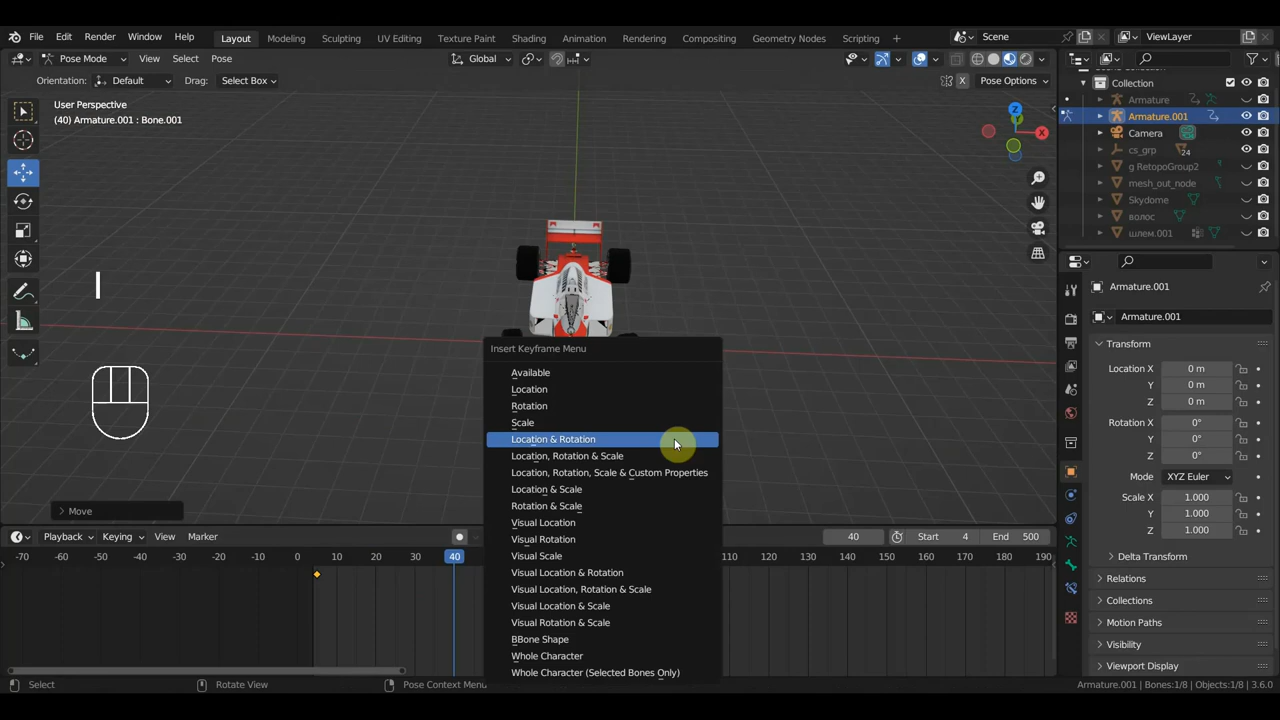 File Edit Render Window Help Layout Modeling Sculpting UV Editing Texture Paint Shading Animation Rendering Compositing Geometry Nodes Scripting + Scene ViewLayer
Pose Mode View Select Pose Global
Orientation: Default Drag: Select Box X Pose Options
User Perspective
(40) Armature.001 : Bone.001
Z
Y
X
Collection
Armature
Armature.001
Camera
cs_grp 24
g RetopoGroup2
mesh_out_node
Skydome
волос
шлем.001
I
Insert Keyframe Menu
Available
Location
Rotation
Scale
Location & Rotation
Location, Rotation & Scale
Location, Rotation, Scale & Custom Properties
Location & Scale
Rotation & Scale
Visual Location
Visual Rotation
Visual Scale
Visual Location & Rotation
Visual Location, Rotation & Scale
Visual Location & Scale
Visual Rotation & Scale
BBone Shape
Whole Character
Whole Character (Selected Bones Only)
Move
Armature.001
Armature.001
Transform
Location X 0 m
Y 0 m
Z 0 m
Rotation X 0°
Y 0°
Z 0°
Mode XYZ Euler
Scale X 1.000
Y 1.000
Z 1.000
Delta Transform
Relations
Collections
Motion Paths
Visibility
Viewport Display
Playback Keying View Marker 40 Start 4 End 500
-70 -60 -50 -40 -30 -20 -10 0 10 20 30 40 110 120 130 140 150 160 170 180 190
Select Rotate View Pose Context Menu Armature.001 | Bones:1/8 | Objects:1/8 | 3.6.0